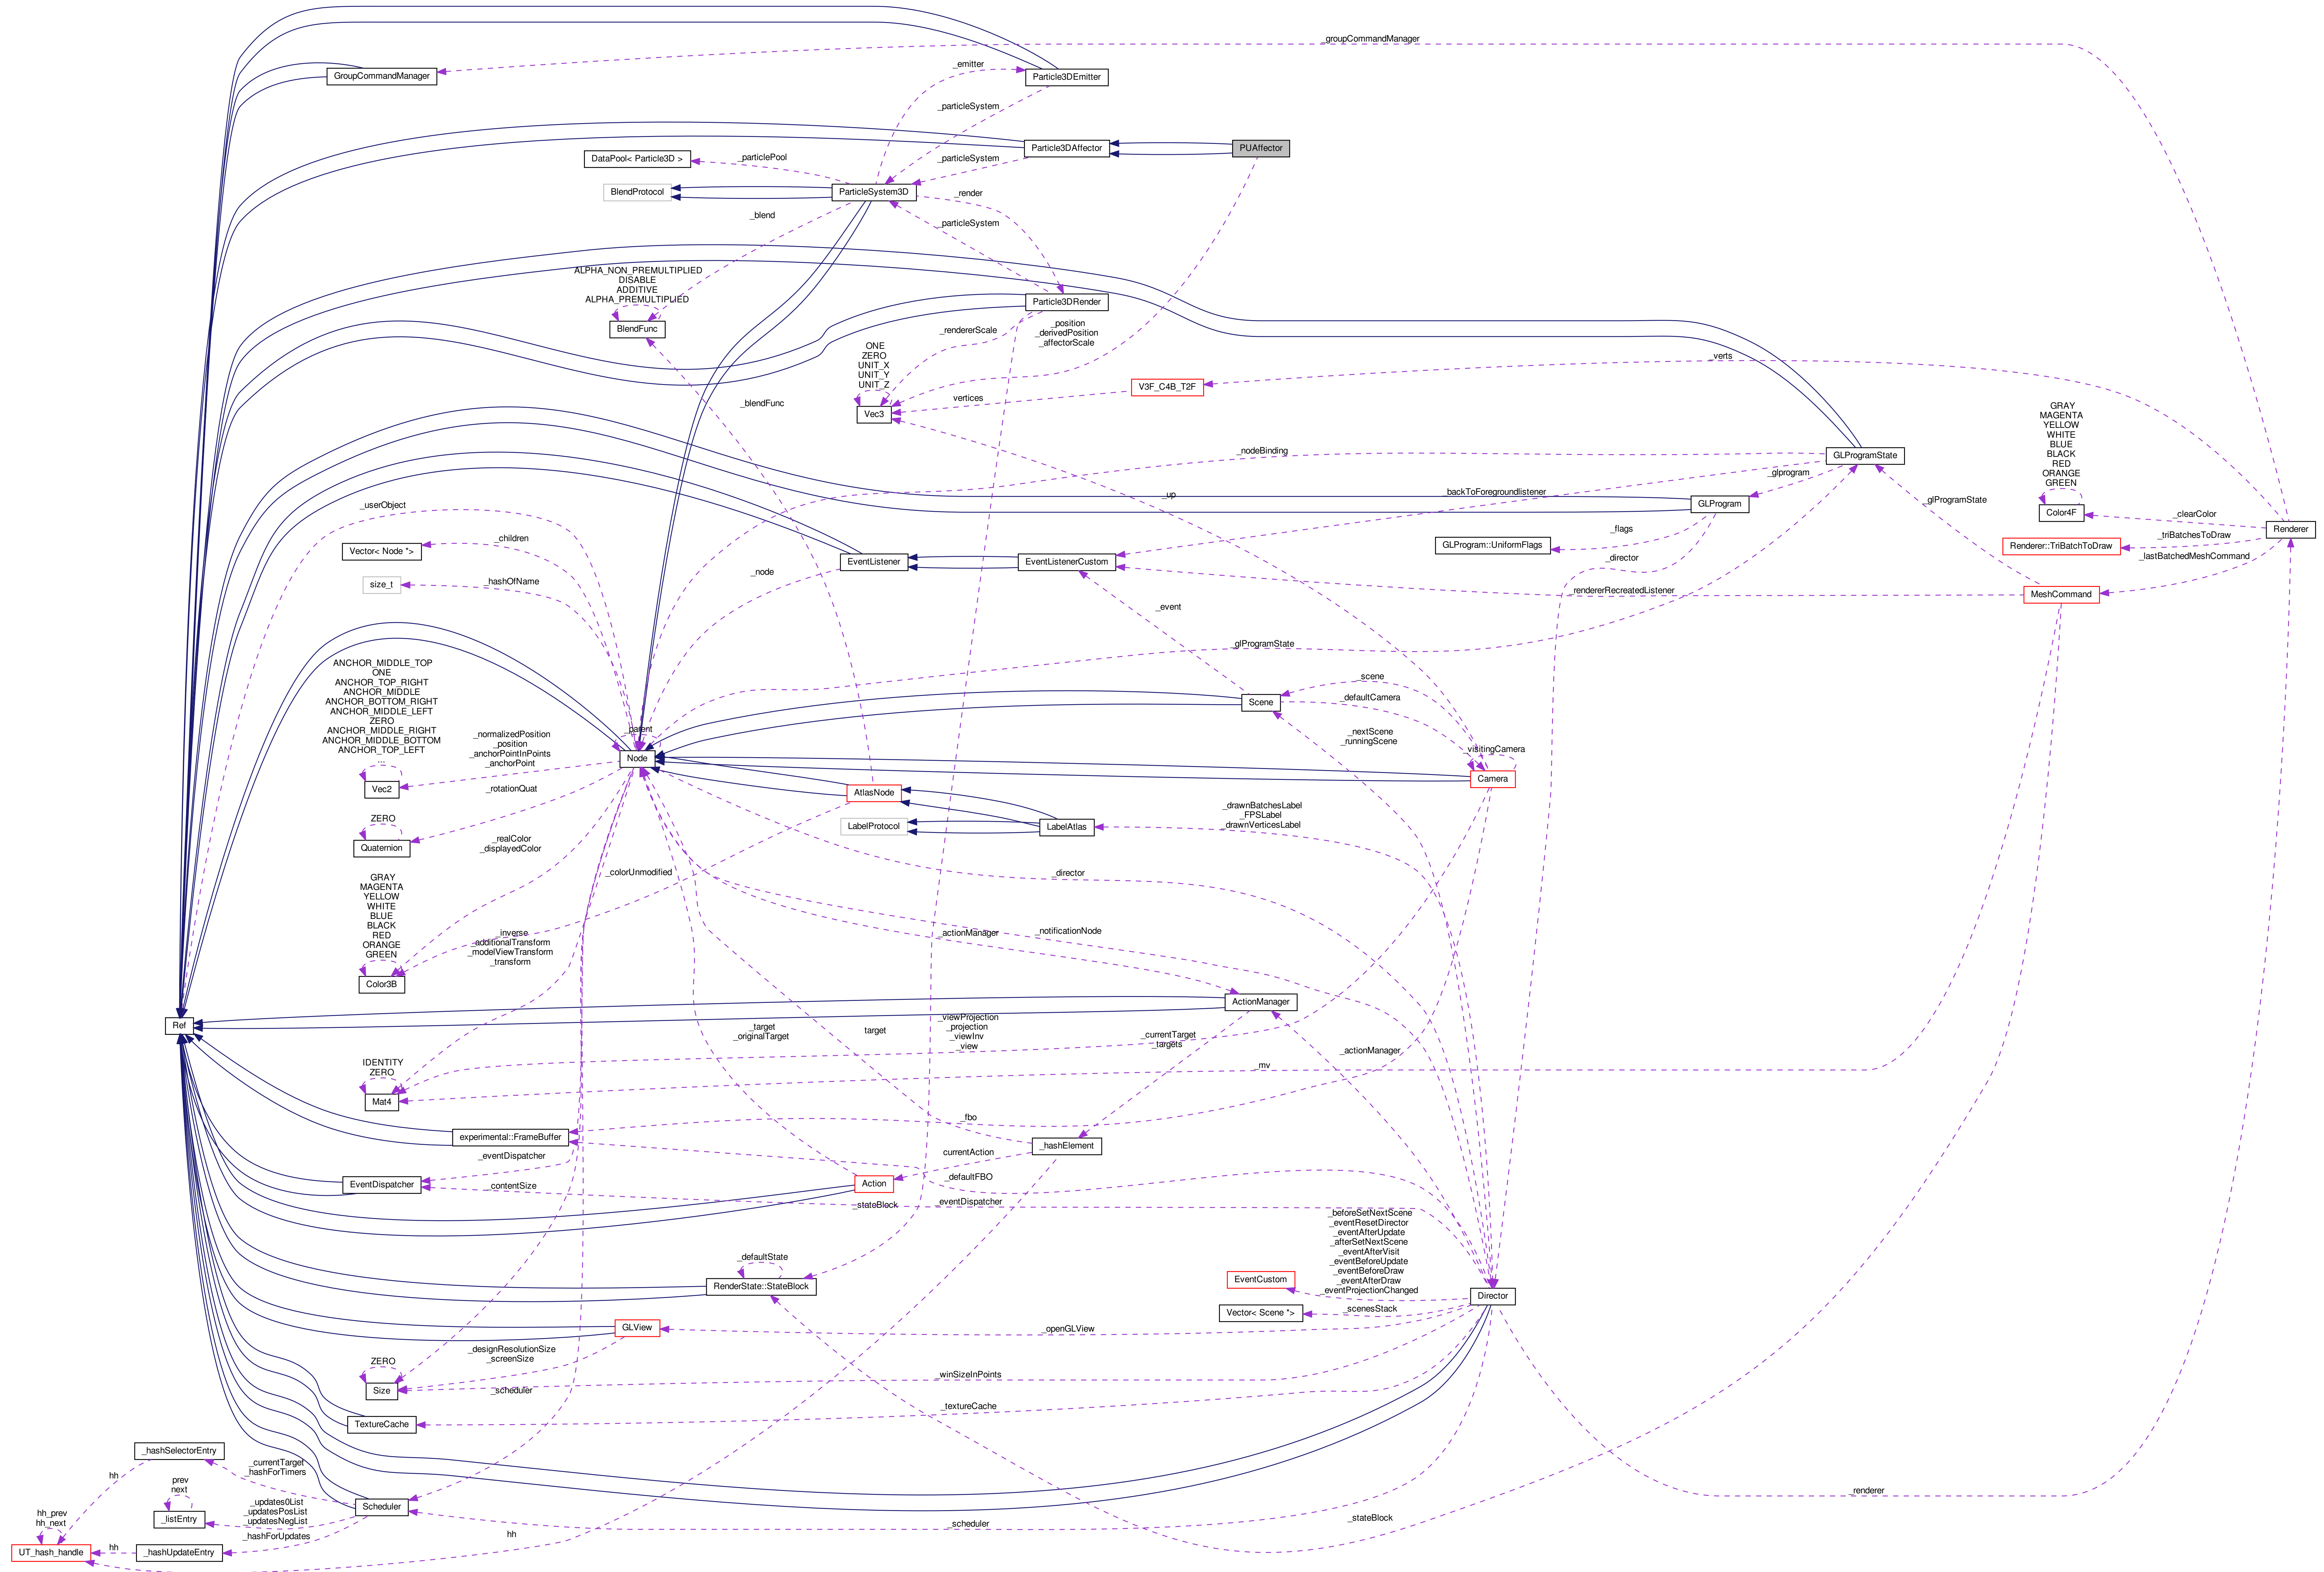 _groupCommandManager
GroupCommandManager
_emitter
Particle3DEmitter
_particleSystem
DataPool< Particle3D >
_particlePool
_particleSystem
Particle3DAffector
PUAffector
BlendProtocol
ParticleSystem3D
_render
_blend
_particleSystem
ALPHA_NON_PREMULTIPLIED
DISABLE
ADDITIVE
ALPHA_PREMULTIPLIED
BlendFunc
Particle3DRender
_rendererScale
_position
_derivedPosition
_affectorScale
ONE
ZERO
UNIT_X
UNIT_Y
UNIT_Z
Vec3
vertices
V3F_C4B_T2F
_verts
_blendFunc
GRAY
MAGENTA
YELLOW
WHITE
BLUE
BLACK
RED
ORANGE
GREEN
Color4F
_nodeBinding
GLProgramState
_glprogram
_backToForegroundlistener
_up
_userObject
GLProgram
_glProgramState
_clearColor
Renderer
_flags
_triBatchesToDraw
Vector< Node *>
_children
GLProgram::UniformFlags
Renderer::TriBatchToDraw
_lastBatchedMeshCommand
_director
EventListener
EventListenerCustom
size_t
_hashOfName
_node
_rendererRecreatedListener
MeshCommand
_event
_glProgramState
ANCHOR_MIDDLE_TOP
ONE
ANCHOR_TOP_RIGHT
ANCHOR_MIDDLE
ANCHOR_BOTTOM_RIGHT
ANCHOR_MIDDLE_LEFT
ZERO
ANCHOR_MIDDLE_RIGHT
ANCHOR_MIDDLE_BOTTOM
ANCHOR_TOP_LEFT
...
Vec2
_normalizedPosition
_position
_anchorPointInPoints
_anchorPoint
_parent
Node
_scene
Scene
_defaultCamera
_nextScene
_runningScene
_visitingCamera
Camera
_rotationQuat
AtlasNode
ZERO
Quaternion
LabelProtocol
LabelAtlas
_drawnBatchesLabel
_FPSLabel
_drawnVerticesLabel
_realColor
_displayedColor
_colorUnmodified
_director
GRAY
MAGENTA
YELLOW
WHITE
BLUE
BLACK
RED
ORANGE
GREEN
Color3B
_inverse
_additionalTransform
_modelViewTransform
_transform
_actionManager
_notificationNode
ActionManager
Ref
_target
_originalTarget
target
_viewProjection
_projection
_viewInv
_view
_currentTarget
_targets
_actionManager
_mv
IDENTITY
ZERO
Mat4
_fbo
experimental::FrameBuffer
_hashElement
_eventDispatcher
currentAction
EventDispatcher
_contentSize
Action
_defaultFBO
_stateBlock
_eventDispatcher
_beforeSetNextScene
_eventResetDirector
_eventAfterUpdate
_afterSetNextScene
_eventAfterVisit
_eventBeforeUpdate
_eventBeforeDraw
_eventAfterDraw
_eventProjectionChanged
_defaultState
RenderState::StateBlock
EventCustom
Director
Vector< Scene *>
_scenesStack
GLView
_openGLView
_designResolutionSize
_screenSize
ZERO
Size
_winSizeInPoints
_scheduler
_textureCache
TextureCache
_hashSelectorEntry
_currentTarget
_hashForTimers
hh
prev
next
_listEntry
_updates0List
_updatesPosList
_updatesNegList
Scheduler
_renderer
_stateBlock
_scheduler
hh_prev
hh_next
UT_hash_handle
hh
_hashUpdateEntry
_hashForUpdates
hh